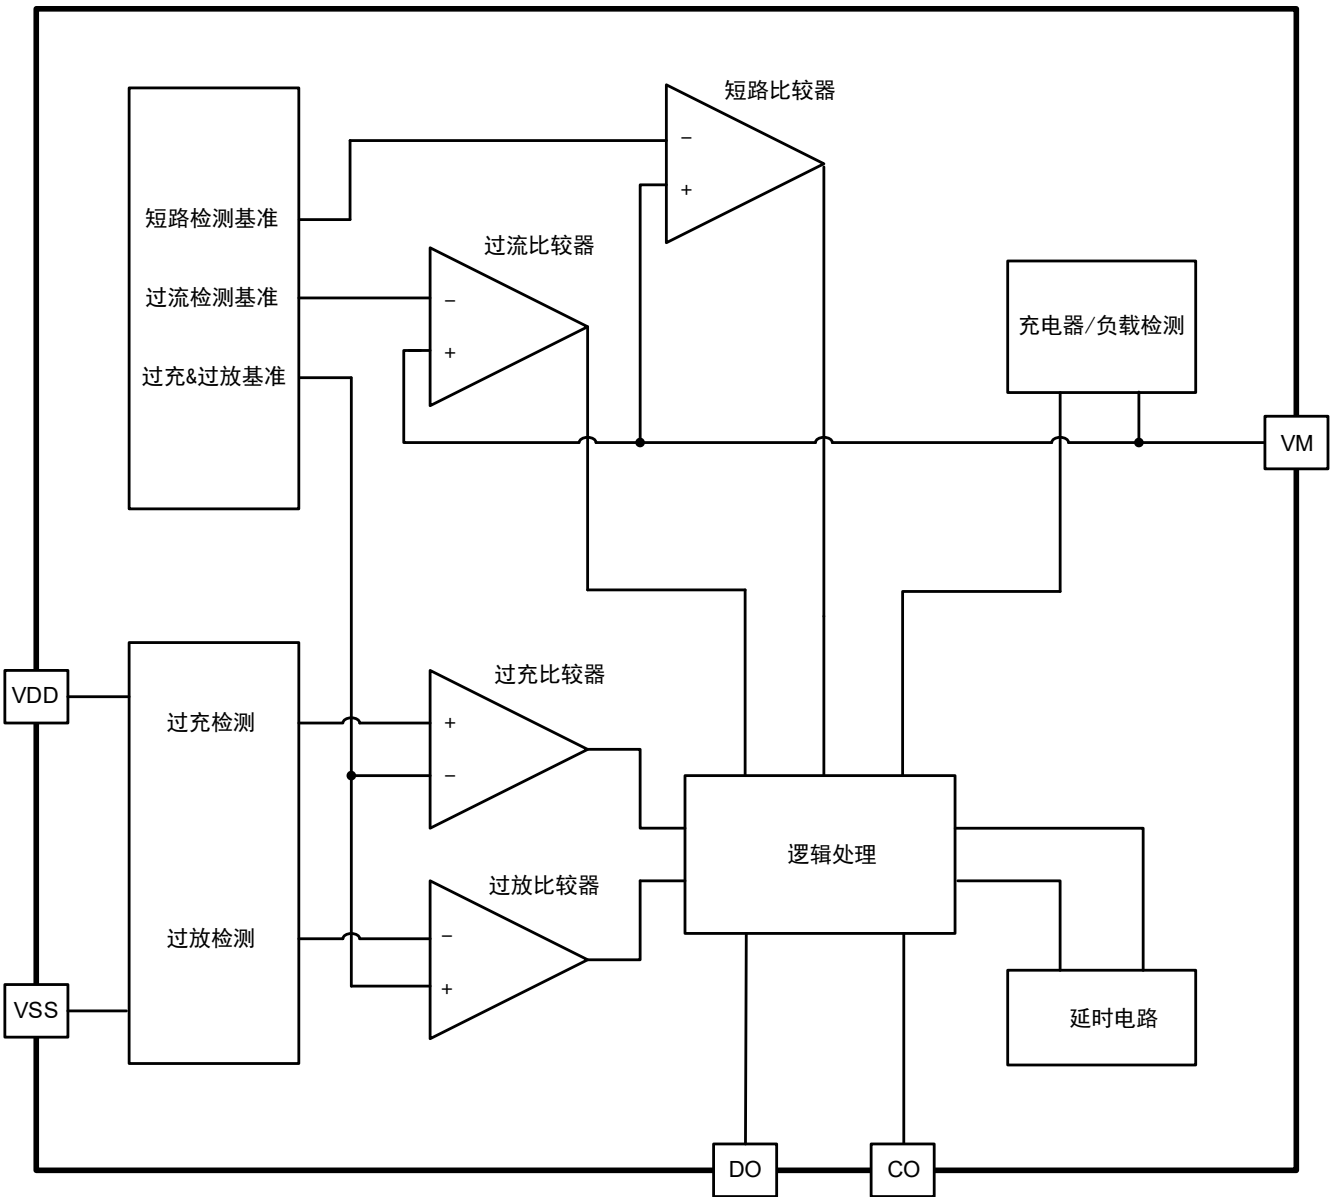 短路比较器
−
+
短路检测基准
过流比较器
过流检测基准
−
+
过充&过放基准
充电器/负载检测
VM
VDD
过充检测
过充比较器
+
−
逻辑处理
过放比较器
过放检测
−
+
VSS
延时电路
DO
CO